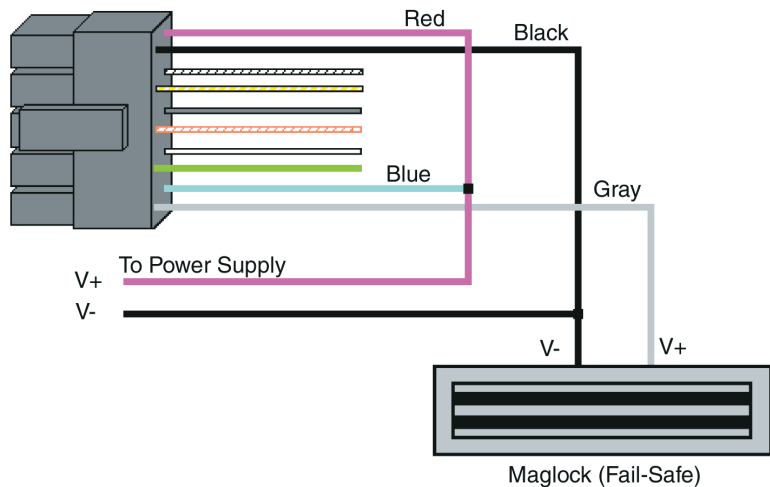 Red
Black
Blue
Gray
To Power Supply
V+
V-
V-
V+
Maglock (Fail-Safe)